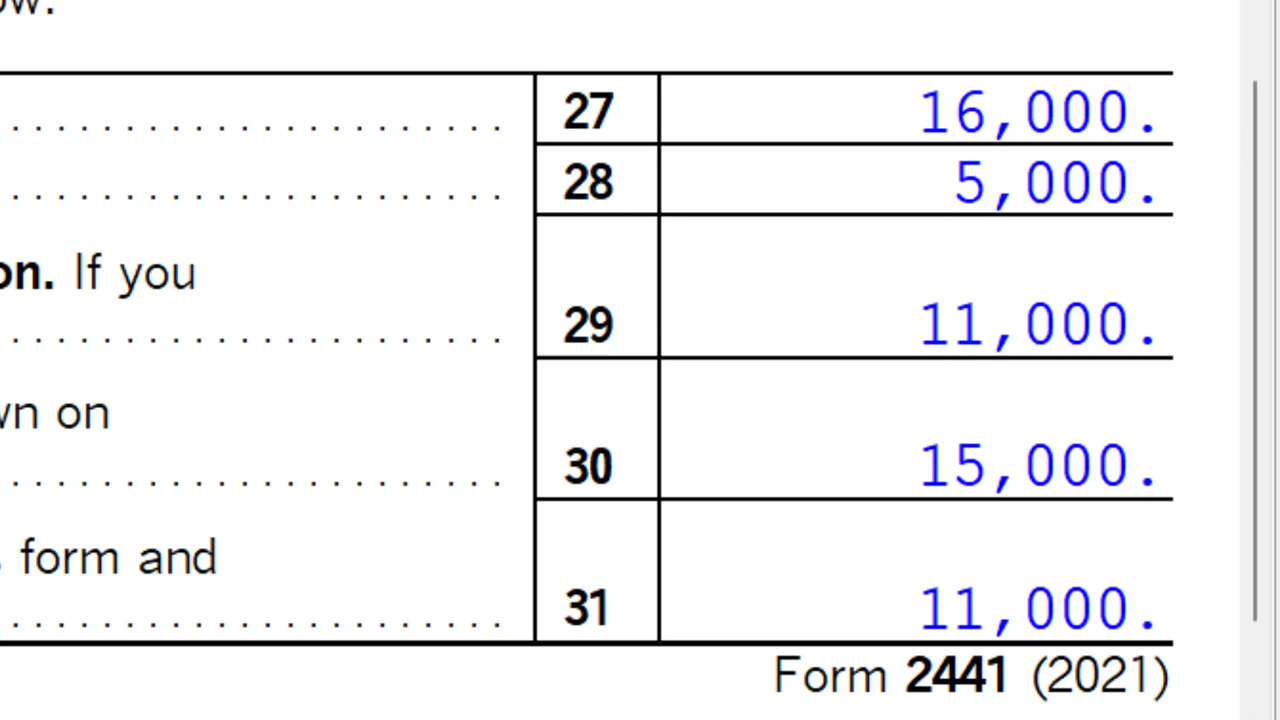 27 16,000.
28 5,000.
on. If you
29 11,000.
wn on
30 15,000.
form and
31 11,000.
Form 2441 (2021)